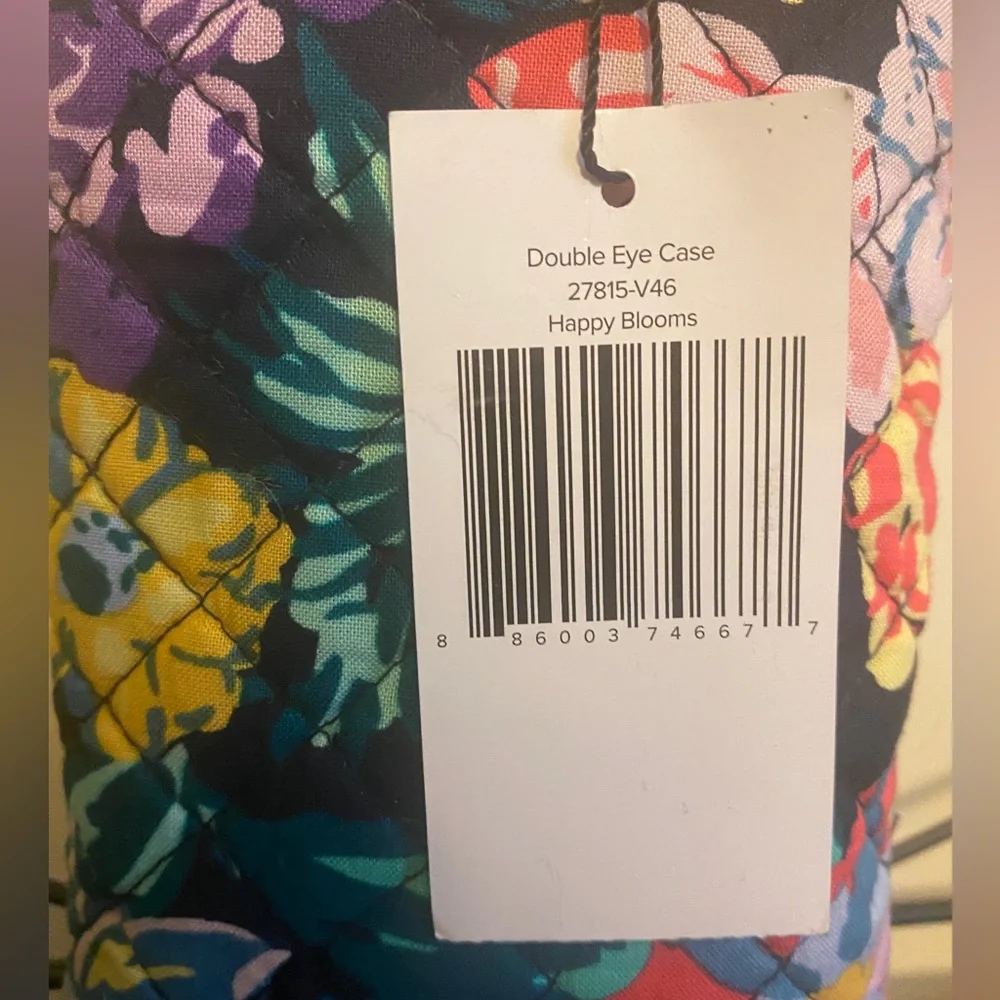 Double Eye Case
27815-V46
Happy Blooms
8 86003 74667 7